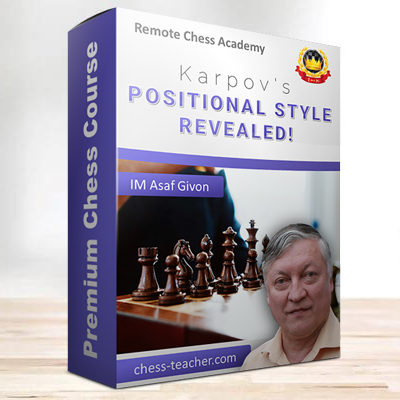 Remote Chess Academy
Karpov's
POSITIONAL STYLE
REVEALED!
IM Asaf Givon
chess-teacher.com
Premium Chess Course